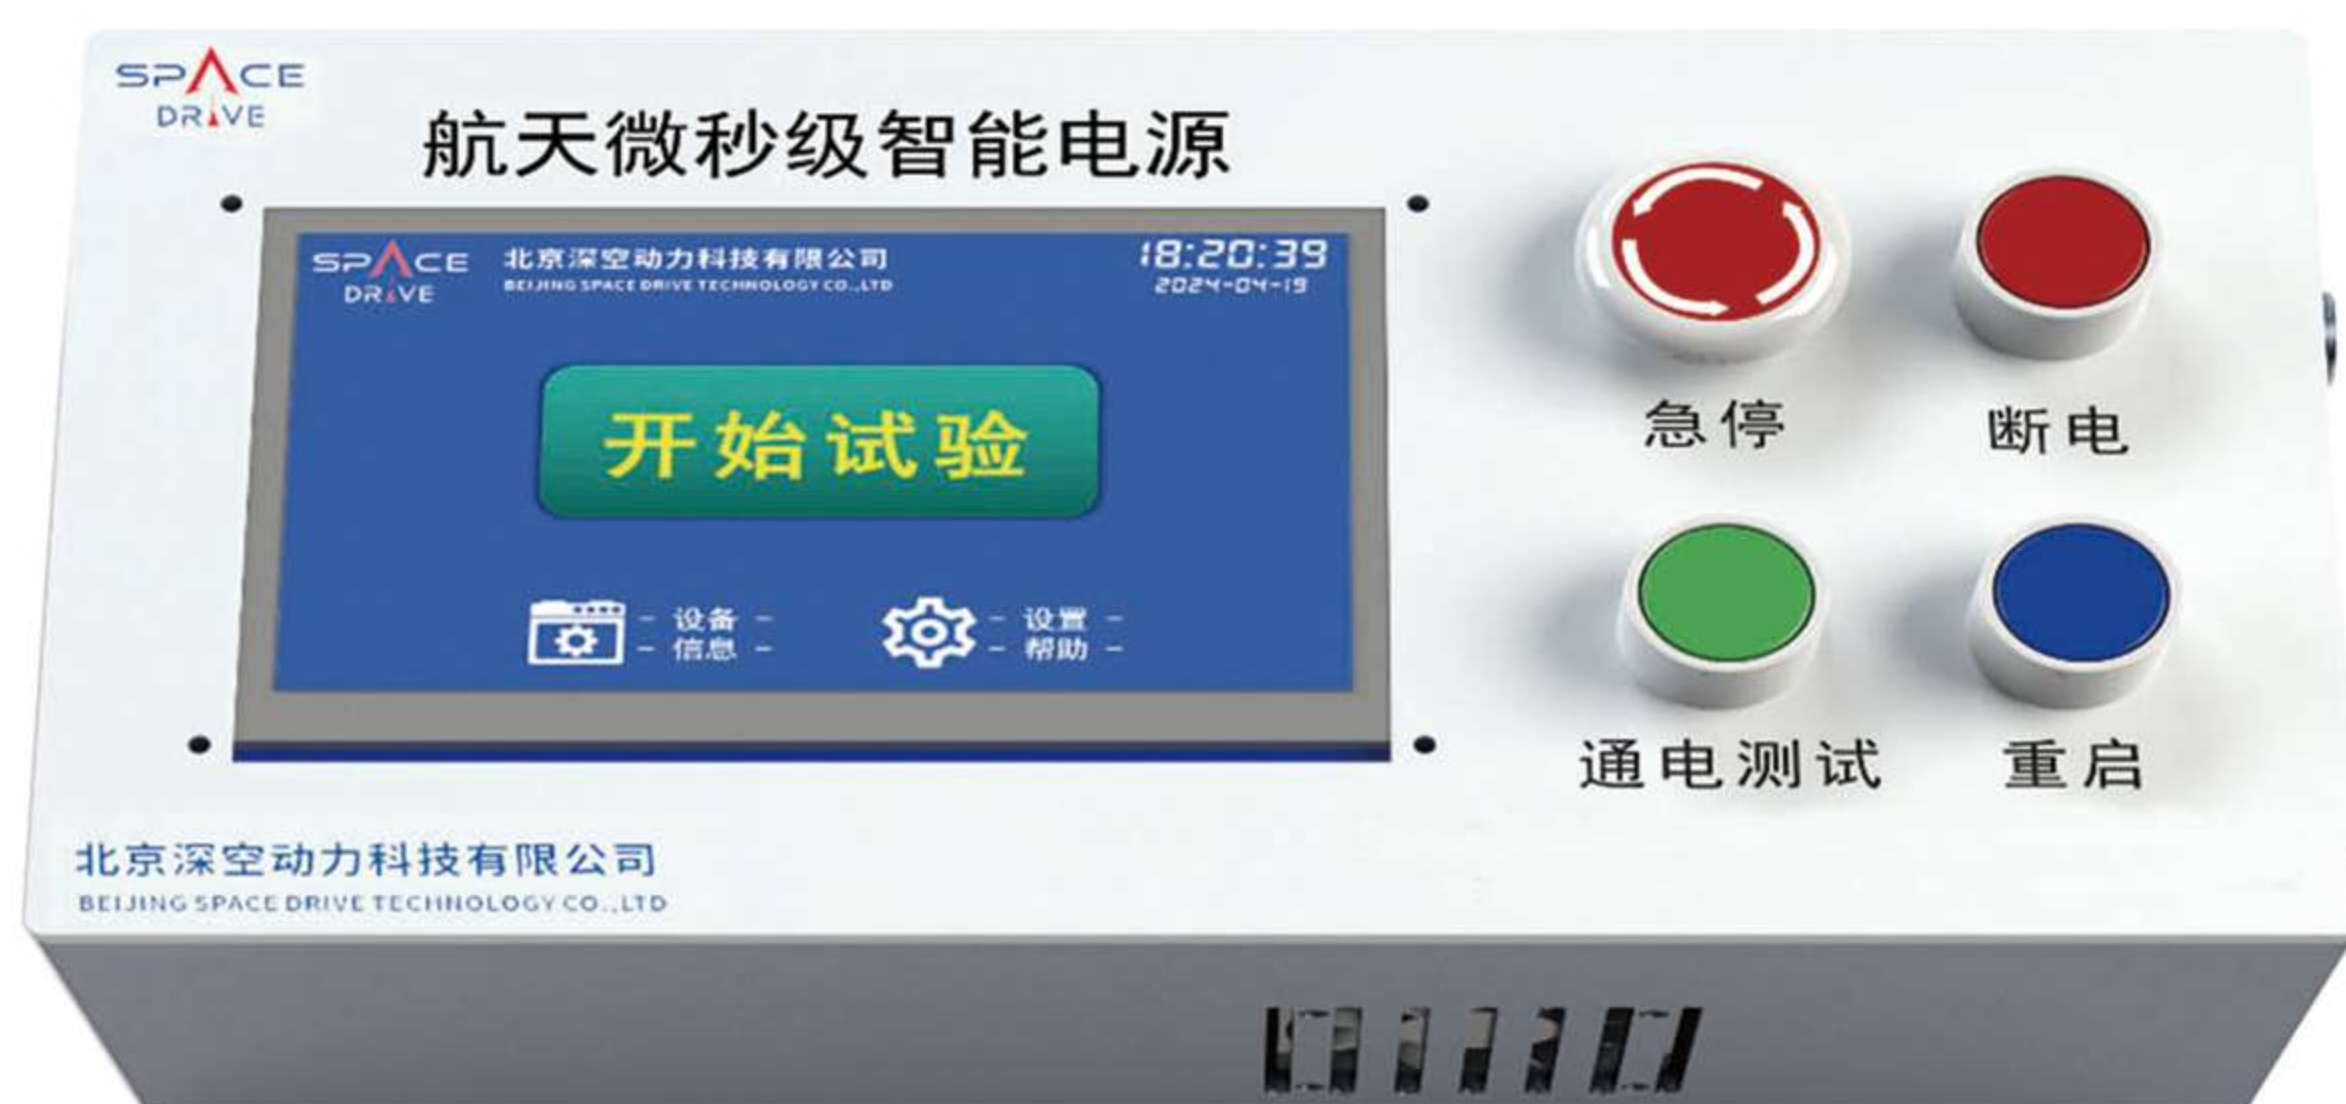 SPACE
DRIVE
航天微秒级智能电源
SPACE
DRIVE
北京深空动力科技有限公司
BEIJING SPACE DRIVE TECHNOLOGY CO.,LTD
18:20:39
2024-04-19
开始试验
- 设备 -
- 信息 -
- 设置 -
- 帮助 -
急停
断电
通电测试
重启
北京深空动力科技有限公司
BEIJING SPACE DRIVE TECHNOLOGY CO.,LTD